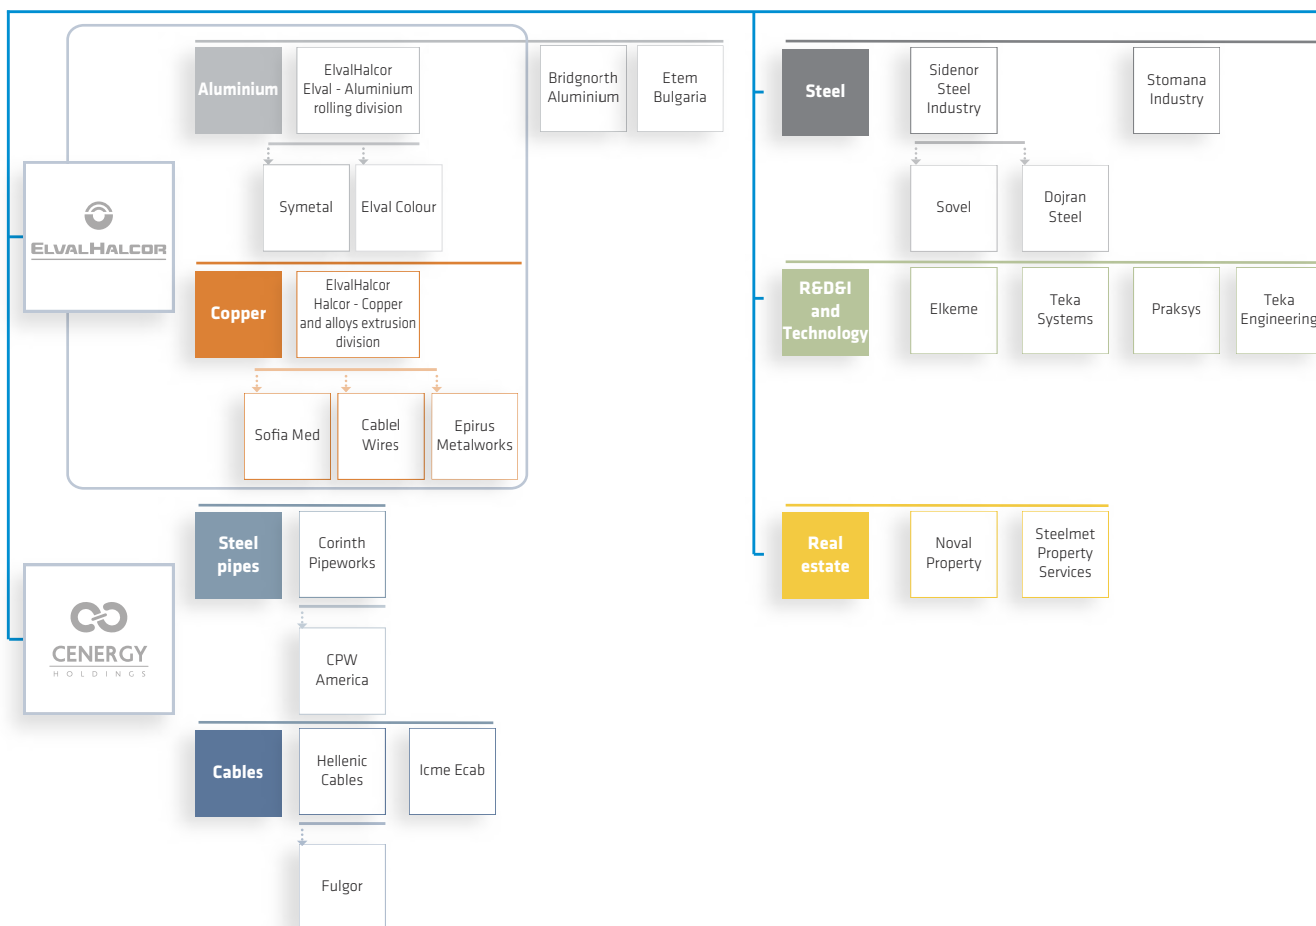 Aluminium
ElvalHalcor
Elval - Aluminium
rolling division
Bridgnorth
Aluminium
Etem
Bulgaria
Symetal
Elval Colour
ELVALHALCOR
Copper
ElvalHalcor
Halcor - Copper
and alloys extrusion
division
Sofia Med
Cablel
Wires
Epirus
Metalworks
Steel
pipes
Corinth
Pipeworks
CENERGY
HOLDINGS
CPW
America
Cables
Hellenic
Cables
Icme Ecab
Fulgor
Steel
Sidenor
Steel
Industry
Stomana
Industry
Sovel
Dojran
Steel
R&D&I
and
Technology
Elkeme
Teka
Systems
Praksys
Teka
Engineering
Real
estate
Noval
Property
Steelmet
Property
Services